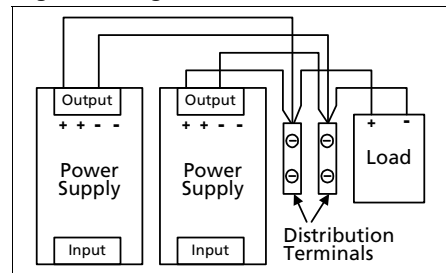 Output
+ + - -
Power
Supply
Input
Output
+ + - -
Power
Supply
Input
+ -
Load
Distribution
Terminals